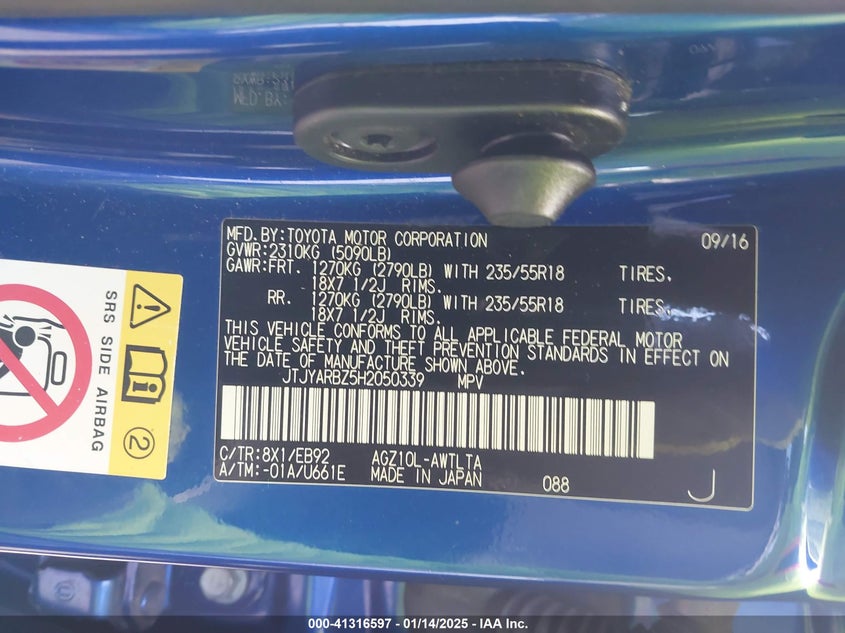 MFD.BY:TOYOTA MOTOR CORPORATION 09/16
GVWR:2310KG (5090LB)
GAWR:FRT. 1270KG (2790LB) WITH 235/55R18 TIRES.
18X7 1/2J RIMS.
RR. 1270KG (2790LB) WITH 235/55R18 TIRES.
18X7 1/2J RIMS.
THIS VEHICLE CONFORMS TO ALL APPLICABLE FEDERAL MOTOR
VEHICLE SAFETY AND THEFT PREVENTION STANDARDS IN EFFECT ON
THE DATE OF MANUFACTURE SHOWN ABOVE.
JTJYARBZ5H2050339 MPV
C/TR:8X1/EB92 AGZ10L-AWTLTA
A/TM:-01A/U661E MADE IN JAPAN 088
J
SRS SIDE AIRBAG
2
000-41316597 - 01/14/2025 - IAA Inc.